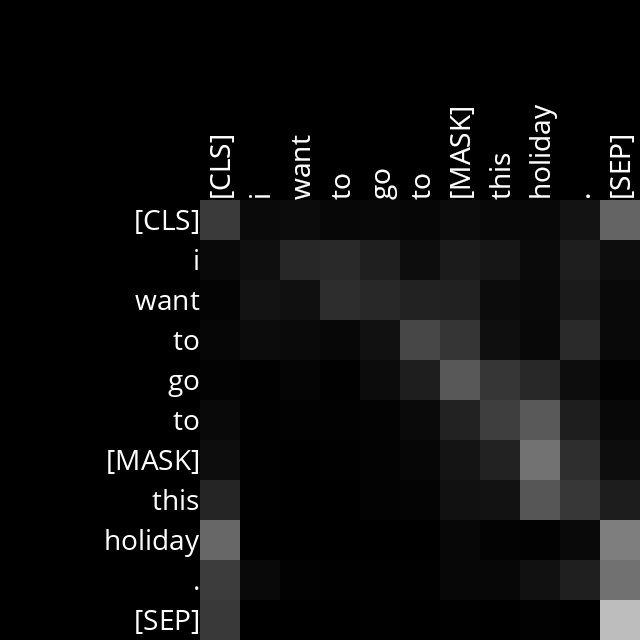 [CLS] i want to go to [MASK] this holiday . [SEP]
[CLS]
i
want
to
go
to
[MASK]
this
holiday
.
[SEP]